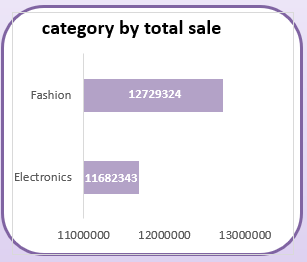 category by total sale
Fashion
12729324
Electronics
11682343
11000000 12000000 13000000